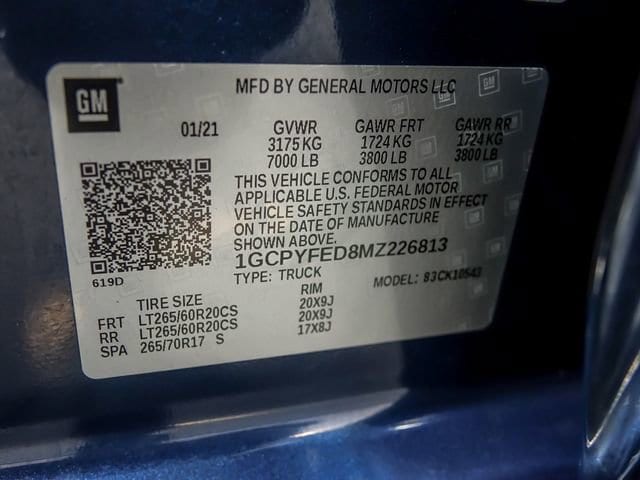 GM
MFD BY GENERAL MOTORS LLC
01/21
GVWR GAWR FRT GAWR RR
3175 KG 1724 KG 1724 KG
7000 LB 3800 LB 3800 LB
THIS VEHICLE CONFORMS TO ALL
APPLICABLE U.S. FEDERAL MOTOR
VEHICLE SAFETY STANDARDS IN EFFECT
ON THE DATE OF MANUFACTURE
SHOWN ABOVE.
1GCPYFED8MZ226813
619D
TYPE: TRUCK MODEL: 83CK10543
TIRE SIZE RIM
FRT LT265/60R20CS 20X9J
RR LT265/60R20CS 20X9J
SPA 265/70R17 S 17X8J